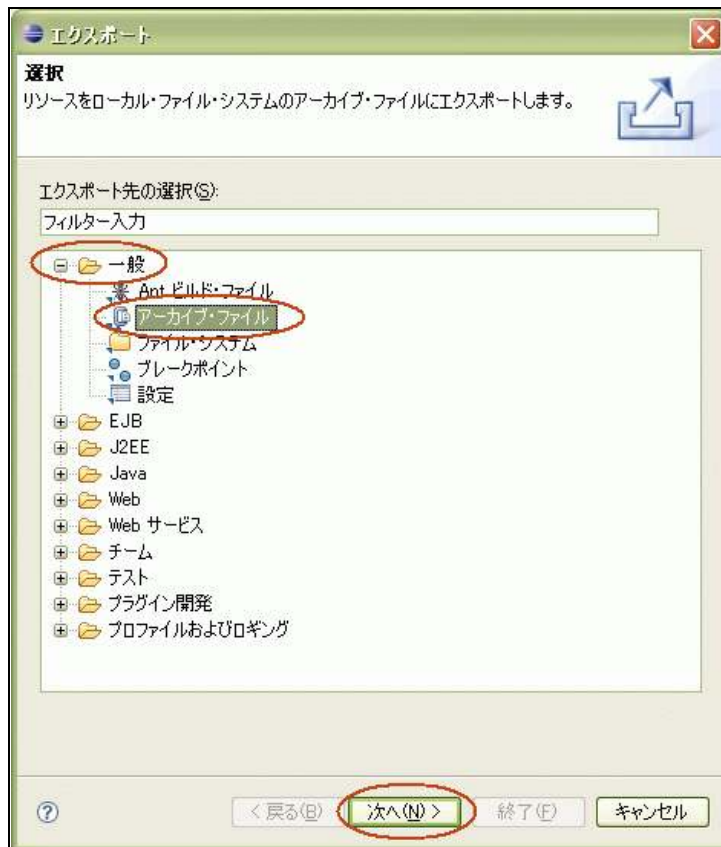 エクスポート
選択
リソースをローカル・ファイル・システムのアーカイブ・ファイルにエクスポートします。
エクスポート先の選択(S):
フィルター入力
一般
Ant ビルド・ファイル
アーカイブ・ファイル
ファイル・システム
ブレークポイント
設定
EJB
J2EE
Java
Web
Web サービス
チーム
テスト
プラグイン開発
プロファイルおよびロギング
< 戻る(B) 次へ(N) > 終了(F) キャンセル